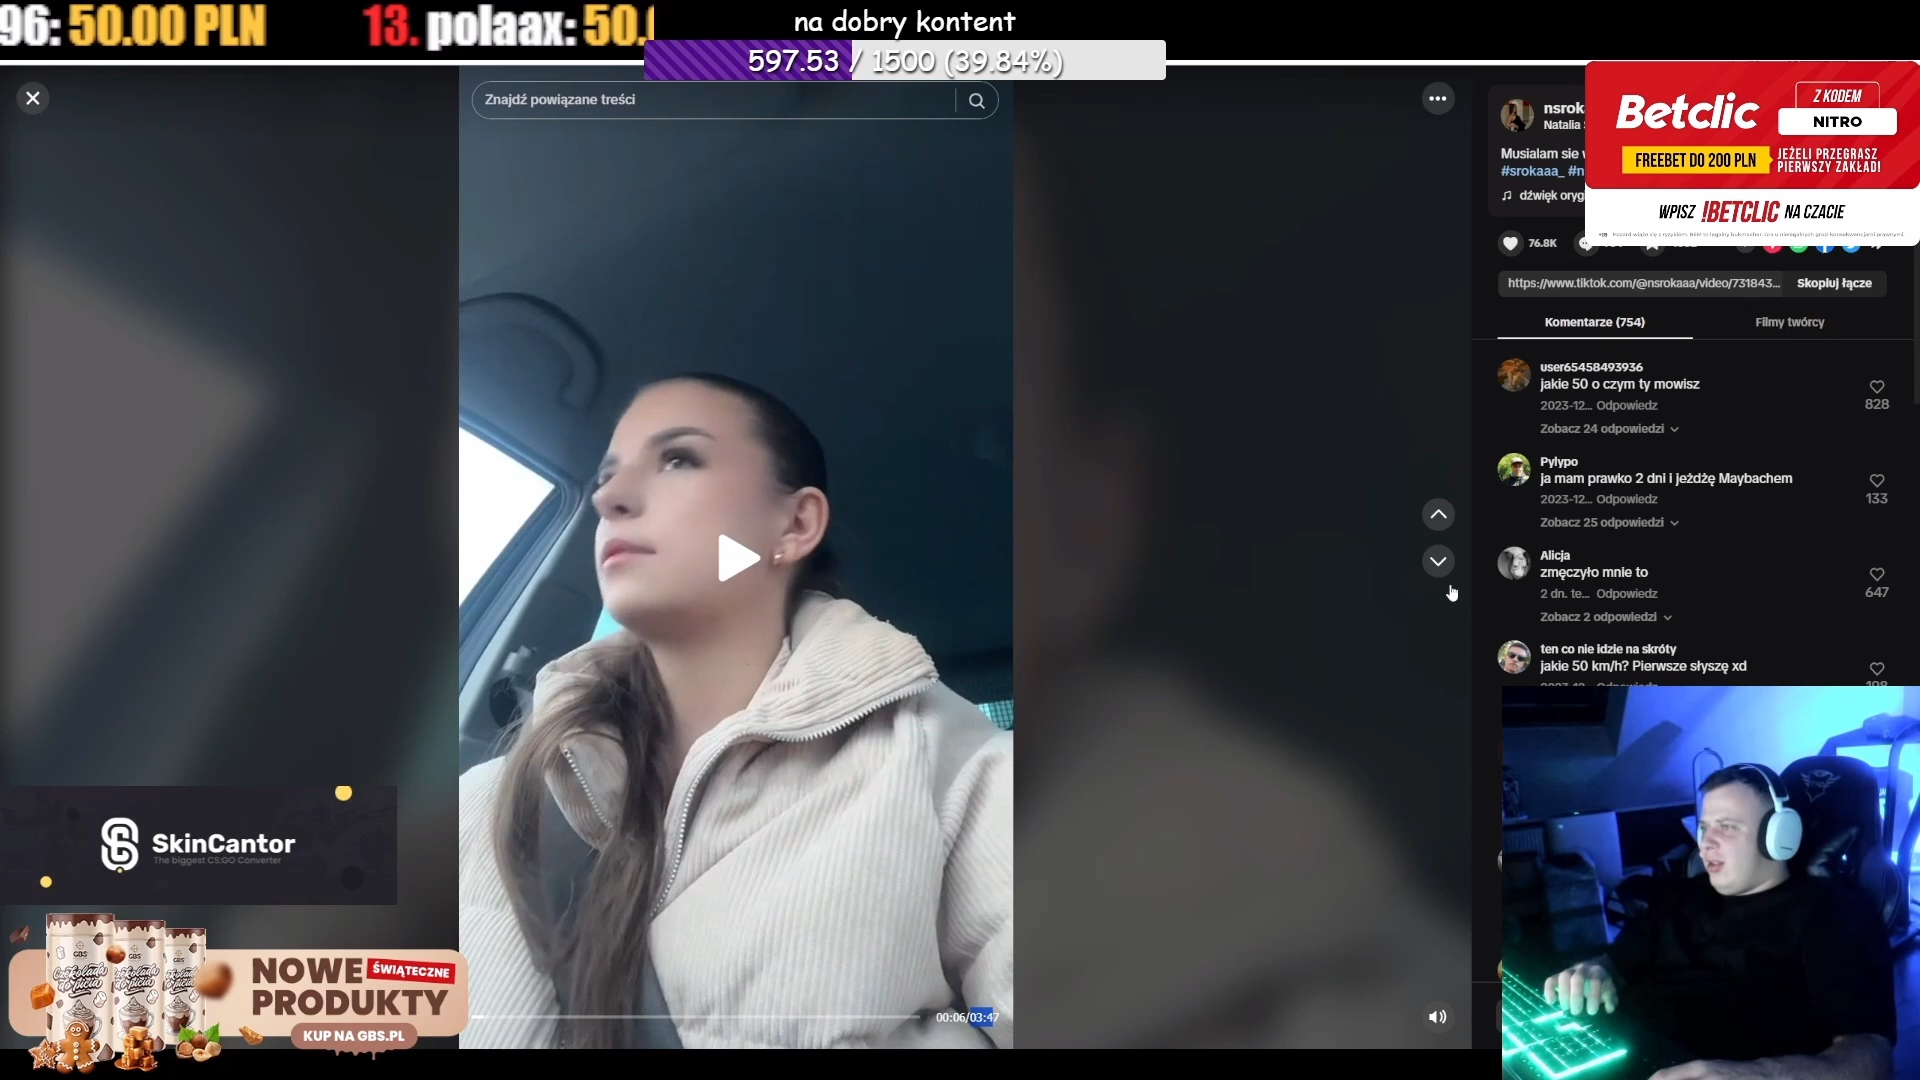 96: 50.00 PLN 13. polaax: 50.
na dobry kontent
597.53 / 1500 (39.84%)
Znajdź powiązane treści
nsrok
Natalia
Musialam sie
#srokaaa_ #n
dźwięk oryg
Betclic
Z KODEM
NITRO
FREEBET DO 200 PLN
JEŻELI PRZEGRASZ
PIERWSZY ZAKŁAD!
WPISZ !BETCLIC NA CZACIE
76.8K
https://www.tiktok.com/@nsrokaaa/video/731843...
Skopiuj łącze
Komentarze (754)
Filmy twórcy
user65458493936
jakie 50 o czym ty mowisz
2023-12... Odpowiedz
828
Zobacz 24 odpowiedzi
Pylypo
ja mam prawko 2 dni i jeżdżę Maybachem
2023-12... Odpowiedz
133
Zobacz 25 odpowiedzi
Alicja
zmęczyło mnie to
2 dn. te... Odpowiedz
647
Zobacz 2 odpowiedzi
ten co nie idzie na skróty
jakie 50 km/h? Pierwsze słyszę xd
SkinCantor
The biggest CS:GO Converter
GBS
Czekolada
do picia
NOWE ŚWIĄTECZNE
PRODUKTY
KUP NA GBS.PL
00:06/03:47